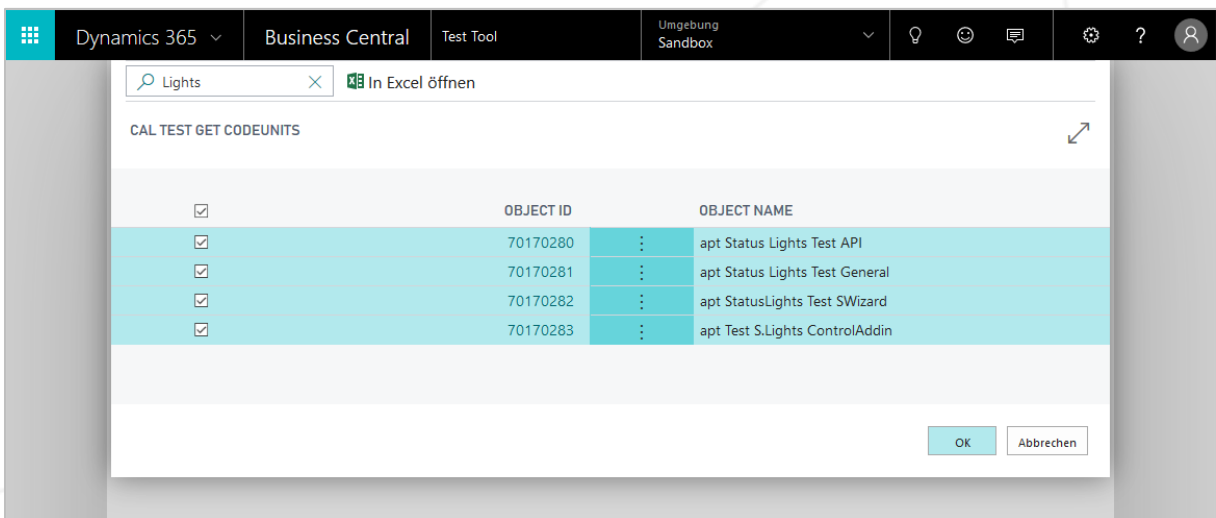 Dynamics 365 Business Central Test Tool Umgebung Sandbox ?
Lights In Excel öffnen
CAL TEST GET CODEUNITS
OBJECT ID OBJECT NAME
70170280 apt Status Lights Test API
70170281 apt Status Lights Test General
70170282 apt StatusLights Test SWizard
70170283 apt Test S.Lights ControlAddin
OK Abbrechen